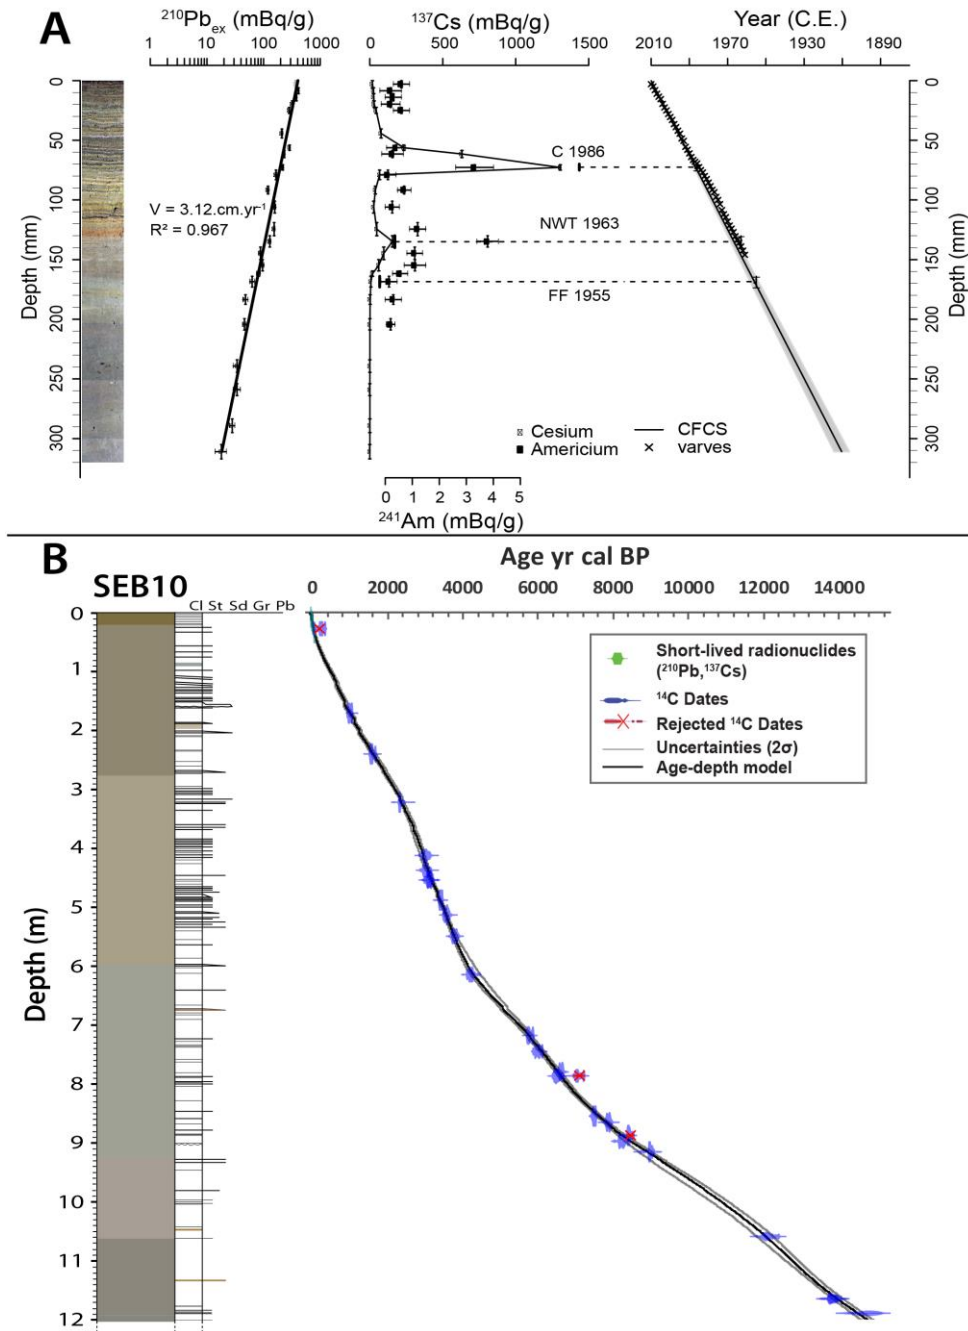 A
²¹⁰Pbₑₓ (mBq/g)
1 10 100 1000
¹³⁷Cs (mBq/g)
0 500 1000 1500
Year (C.E.)
2010 1970 1930 1890
Depth (mm)
0
50
100
150
200
250
300
V = 3.12.cm.yr⁻¹
R² = 0.967
C 1986
NWT 1963
FF 1955
Cesium
Americium
CFCS
varves
0 1 2 3 4 5
²⁴¹Am (mBq/g)
Depth (mm)
0
50
100
150
200
250
300
B
SEB10
Cl St Sd Gr Pb
Age yr cal BP
0 2000 4000 6000 8000 10000 12000 14000
Depth (m)
0
1
2
3
4
5
6
7
8
9
10
11
12
Short-lived radionuclides
(²¹⁰Pb,¹³⁷Cs)
¹⁴C Dates
Rejected ¹⁴C Dates
Uncertainties (2σ)
Age-depth model